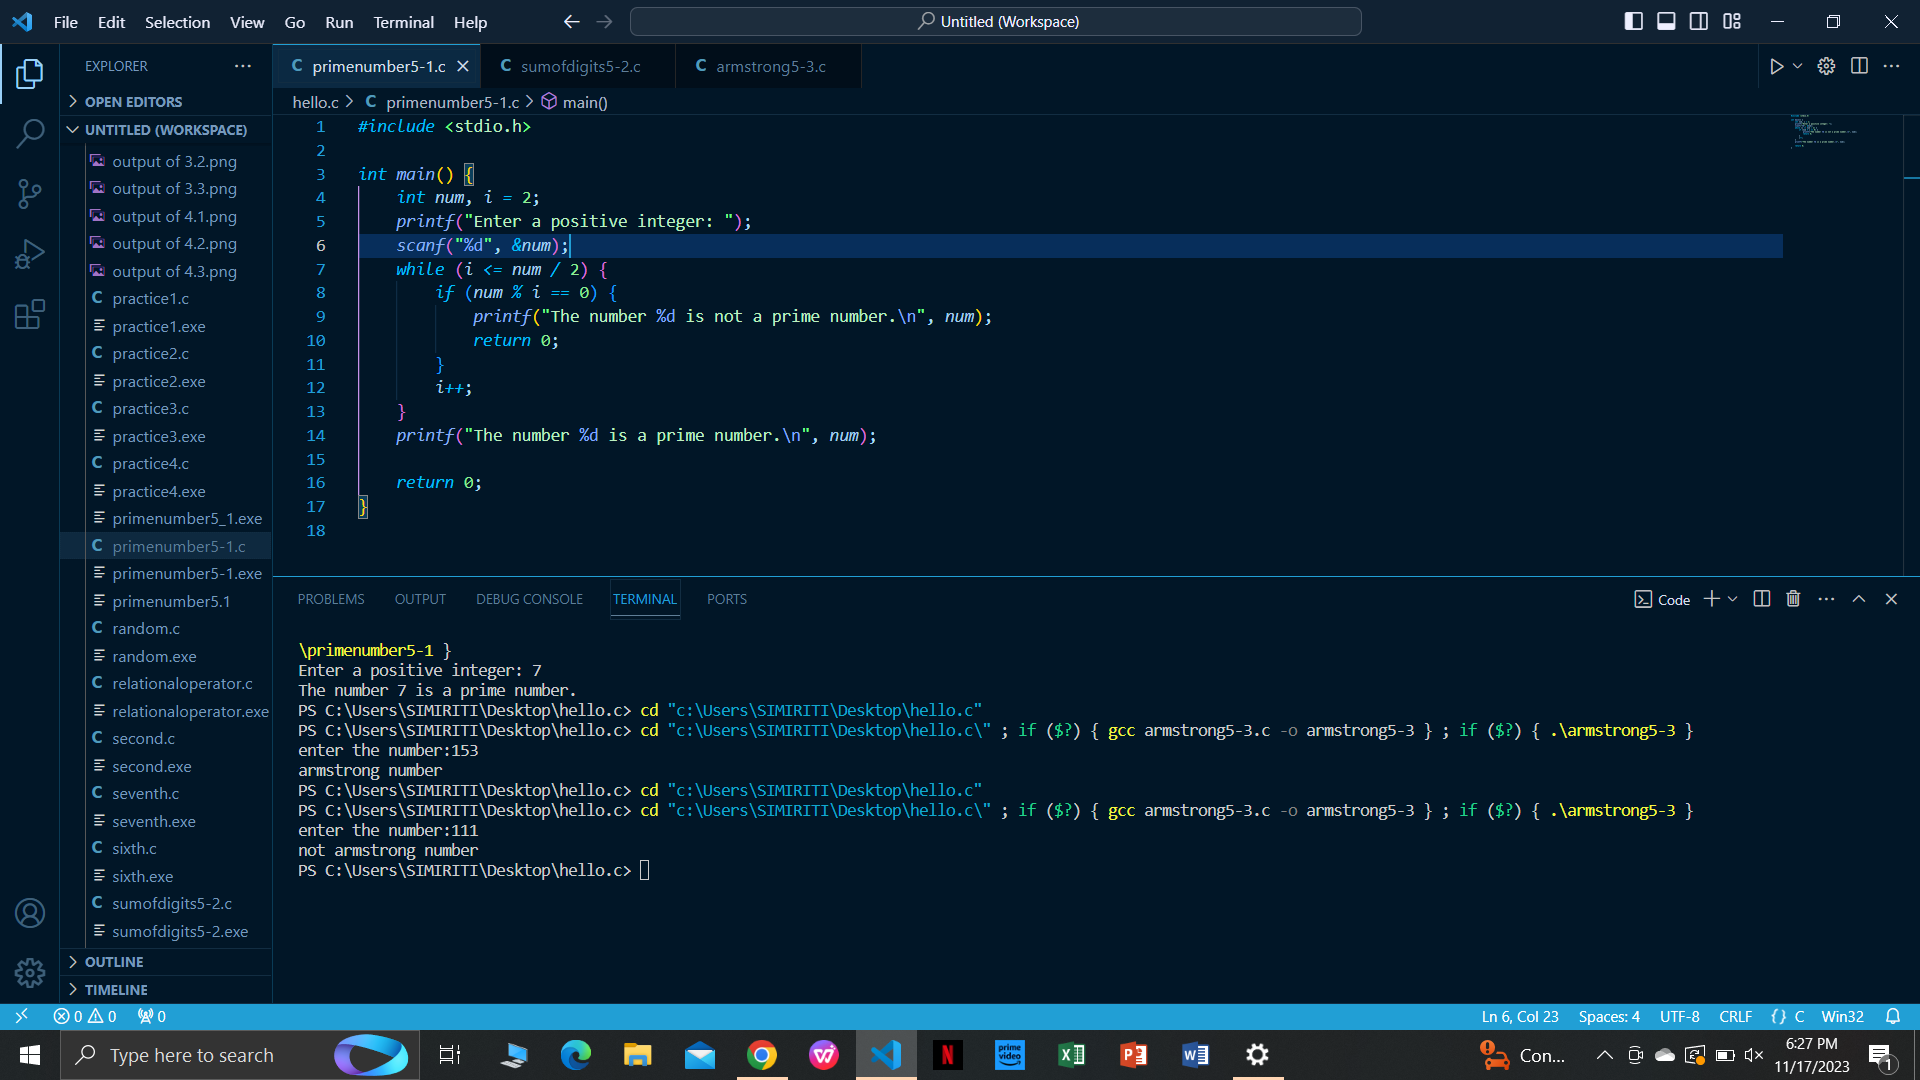 File Edit Selection View Go Run Terminal Help
Untitled (Workspace)
EXPLORER
OPEN EDITORS
UNTITLED (WORKSPACE)
output of 3.2.png
output of 3.3.png
output of 4.1.png
output of 4.2.png
output of 4.3.png
C practice1.c
practice1.exe
C practice2.c
practice2.exe
C practice3.c
practice3.exe
C practice4.c
practice4.exe
primenumber5_1.exe
C primenumber5-1.c
primenumber5-1.exe
primenumber5.1
C random.c
random.exe
C relationaloperator.c
relationaloperator.exe
C second.c
second.exe
C seventh.c
seventh.exe
C sixth.c
sixth.exe
C sumofdigits5-2.c
sumofdigits5-2.exe
OUTLINE
TIMELINE
C primenumber5-1.c C sumofdigits5-2.c C armstrong5-3.c
hello.c > C primenumber5-1.c > main()
1 #include <stdio.h>
2
3 int main() {
4 int num, i = 2;
5 printf("Enter a positive integer: ");
6 scanf("%d", &num);
7 while (i <= num / 2) {
8 if (num % i == 0) {
9 printf("The number %d is not a prime number.\n", num);
10 return 0;
11 }
12 i++;
13 }
14 printf("The number %d is a prime number.\n", num);
15
16 return 0;
17 }
18
PROBLEMS OUTPUT DEBUG CONSOLE TERMINAL PORTS
Code
\primenumber5-1 }
Enter a positive integer: 7
The number 7 is a prime number.
PS C:\Users\SIMIRITI\Desktop\hello.c> cd "c:\Users\SIMIRITI\Desktop\hello.c"
PS C:\Users\SIMIRITI\Desktop\hello.c> cd "c:\Users\SIMIRITI\Desktop\hello.c\" ; if ($?) { gcc armstrong5-3.c -o armstrong5-3 } ; if ($?) { .\armstrong5-3 }
enter the number:153
armstrong number
PS C:\Users\SIMIRITI\Desktop\hello.c> cd "c:\Users\SIMIRITI\Desktop\hello.c"
PS C:\Users\SIMIRITI\Desktop\hello.c> cd "c:\Users\SIMIRITI\Desktop\hello.c\" ; if ($?) { gcc armstrong5-3.c -o armstrong5-3 } ; if ($?) { .\armstrong5-3 }
enter the number:111
not armstrong number
PS C:\Users\SIMIRITI\Desktop\hello.c>
0 0 0
Ln 6, Col 23 Spaces: 4 UTF-8 CRLF {} C Win32
Type here to search
N prime video X P W
Con...
6:27 PM
11/17/2023
1